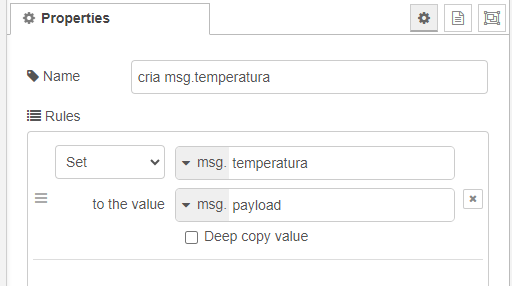 Properties
Name
cria msg.temperatura
Rules
Set
msg. temperatura
to the value
msg. payload
Deep copy value